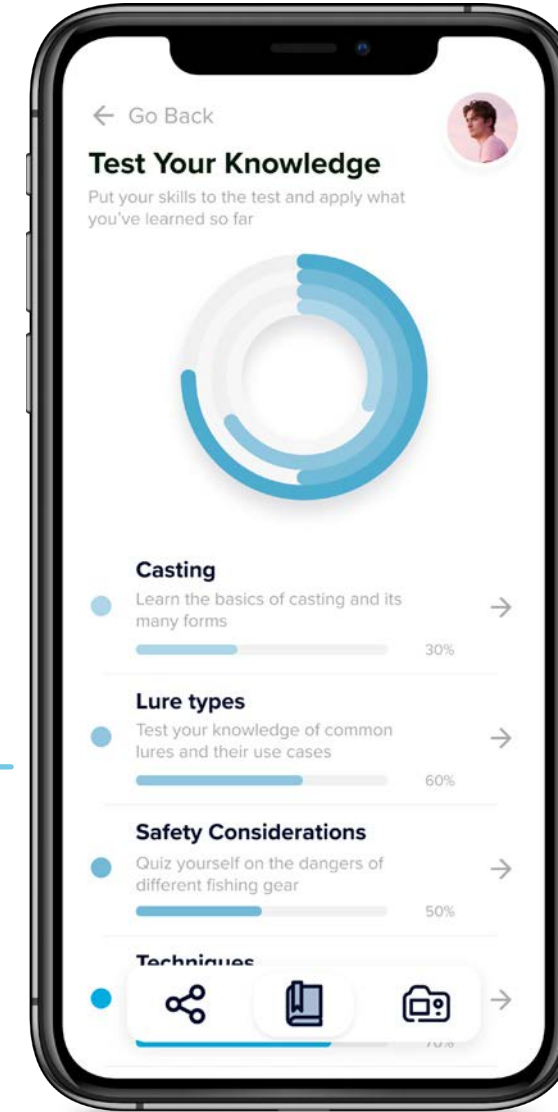 Go Back
Test Your Knowledge
Put your skills to the test and apply what
you've learned so far
Casting
Learn the basics of casting and its
many forms
30%
Lure types
Test your knowledge of common
lures and their use cases
60%
Safety Considerations
Quiz yourself on the dangers of
different fishing gear
50%
Techniques
70%